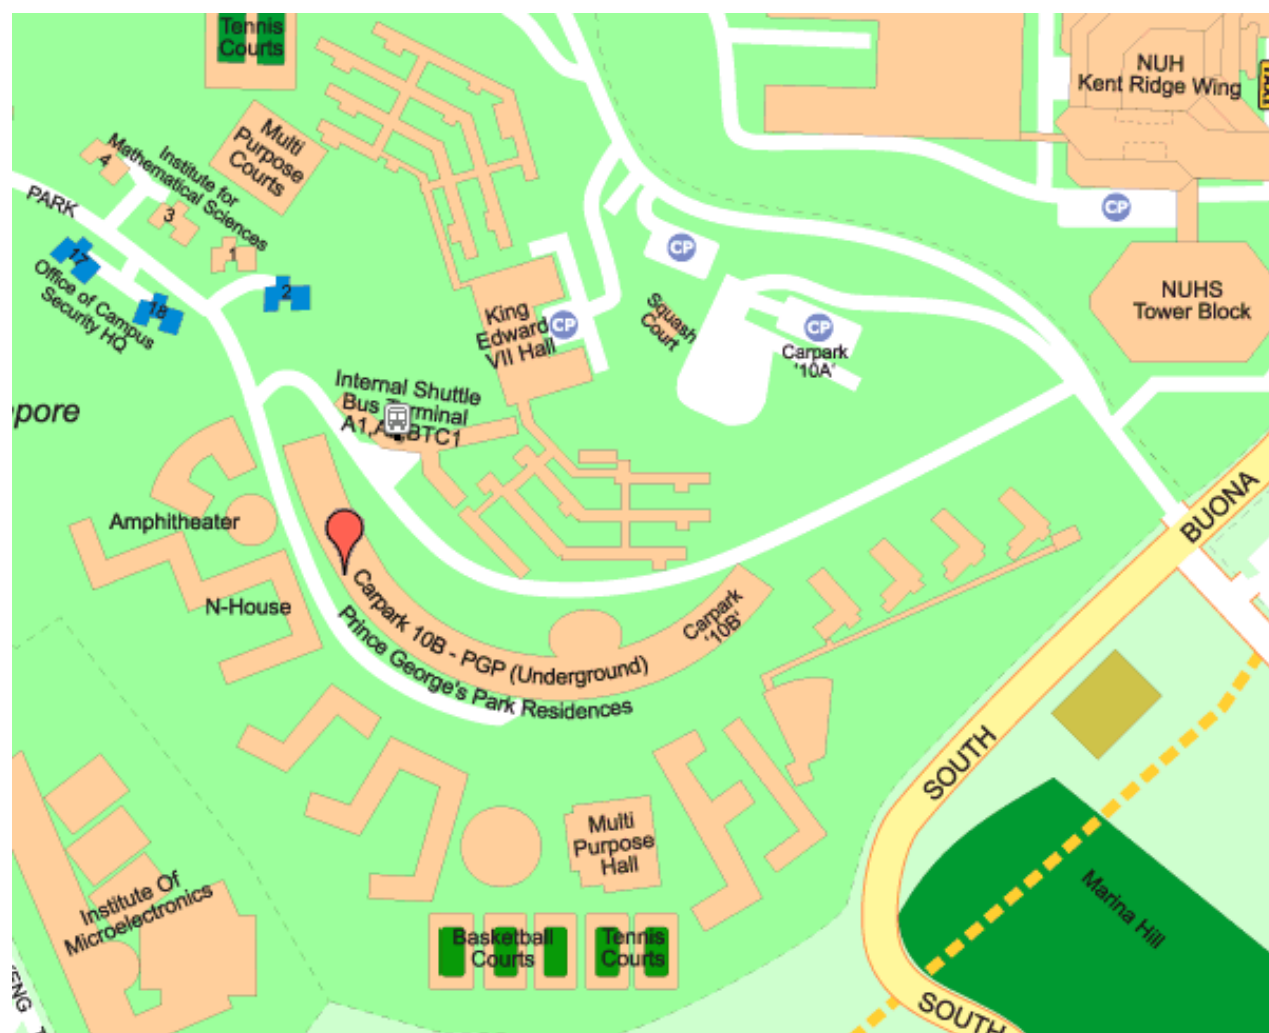 Tennis
Courts
NUH
Kent Ridge Wing
TAXI
Multi
Purpose
Courts
Institute for
Mathematical Sciences
4
3
1
2
PARK
17
18
Office of Campus
Security HQ
CP
CP
CP
CP
NUHS
Tower Block
King
Edward
VII Hall
Squash
Court
Carpark
'10A'
Internal Shuttle
Bus Terminal
A1,A2,BTC1
pore
Amphitheater
N-House
Carpark 10B - PGP (Underground)
Prince George's Park Residences
Carpark
'10B'
BUONA
SOUTH
Multi
Purpose
Hall
Marina Hill
Institute Of
Microelectronics
Basketball
Courts
Tennis
Courts
SOUTH